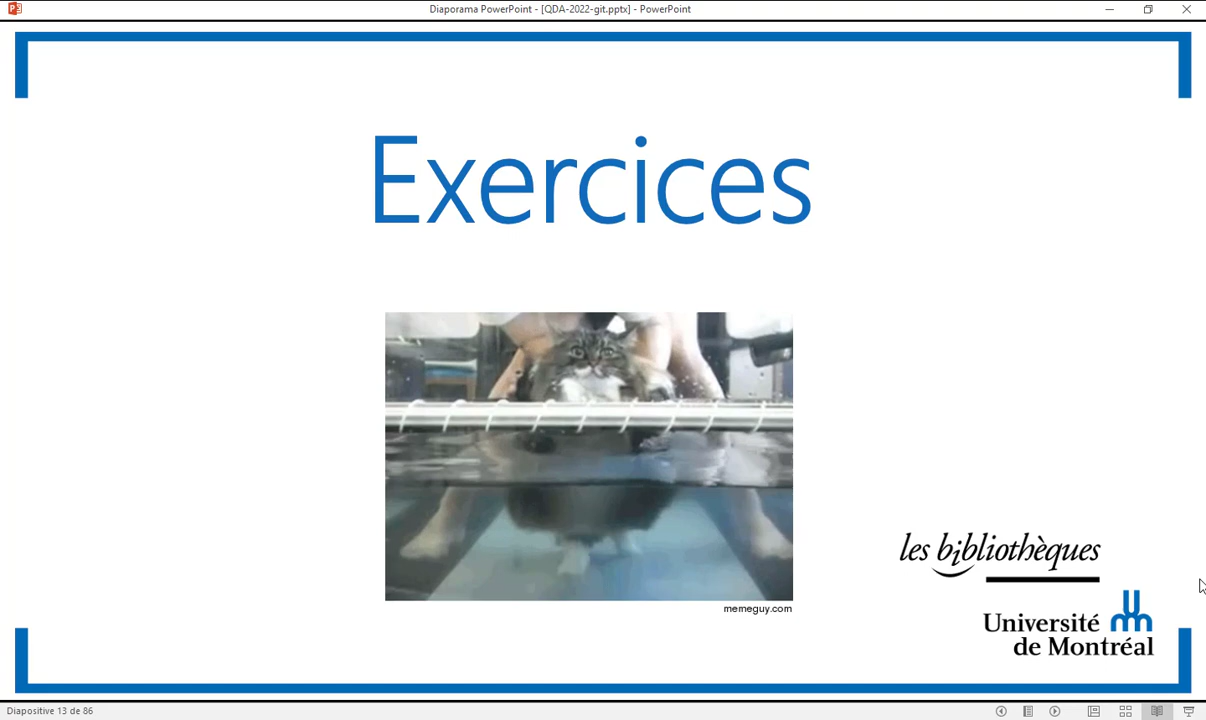 Diaporama PowerPoint - [QDA-2022-git.pptx] - PowerPoint
Exercices
memeguy.com
les bibliothèques
Université
de Montréal
Diapositive 13 de 86